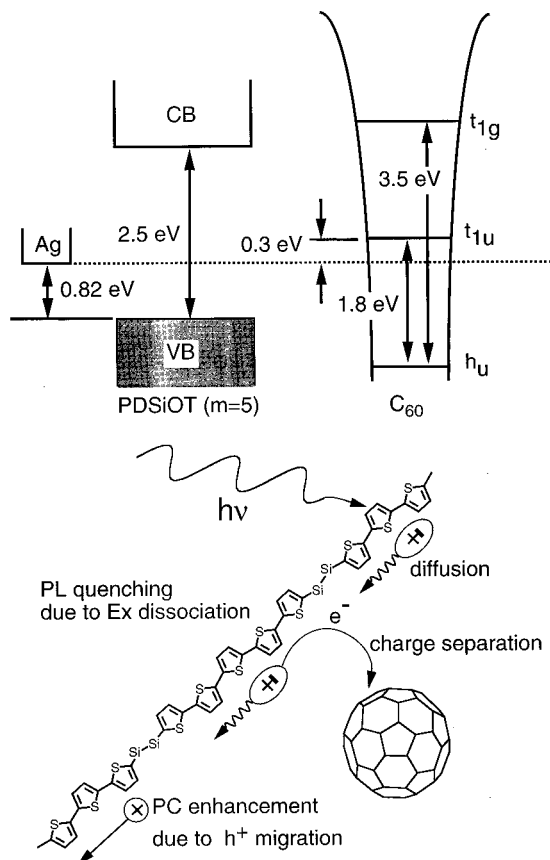 CB
t1g
3.5 eV
2.5 eV
Ag
0.3 eV
t1u
0.82 eV
1.8 eV
VB
hu
PDSiOT (m=5)
C60
hν
S
S
S
S
diffusion
Si
Si
PL quenching
due to Ex dissociation
e-
S
S
S
S
S
charge separation
Si
Si
S
S
S
PC enhancement
due to h+ migration